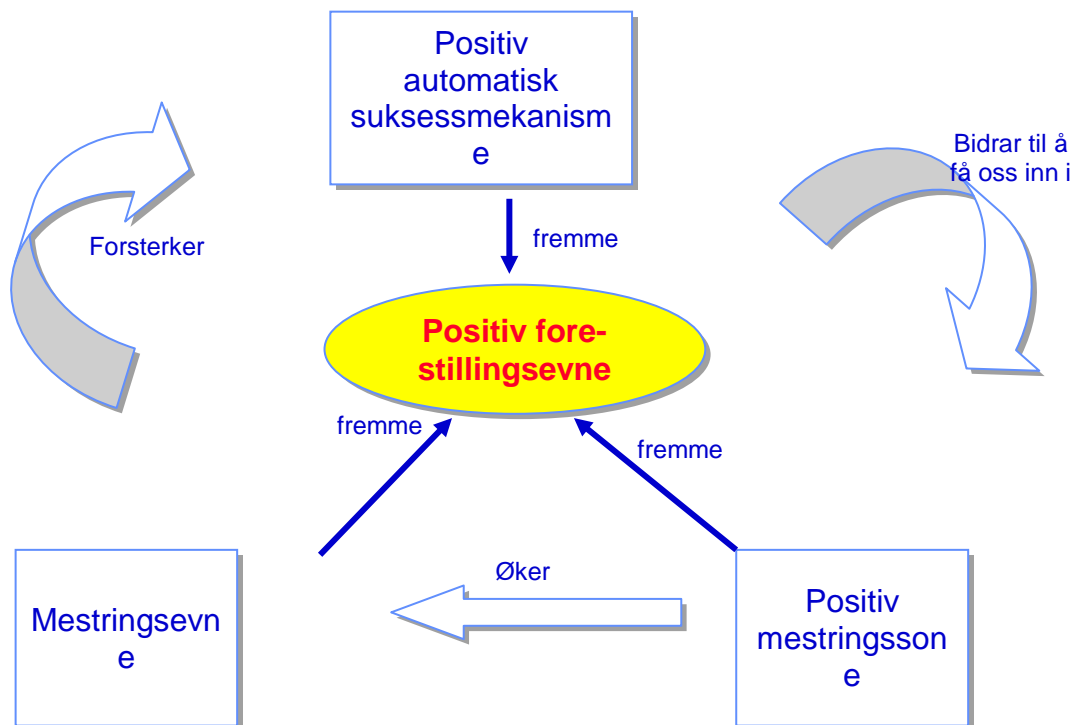 Positiv
automatisk
suksessmekanism
e
Bidrar til å
få oss inn i
Forsterker
fremme
Positiv fore-
stillingsevne
fremme
fremme
Øker
Mestringsevn
e
Positiv
mestringsson
e